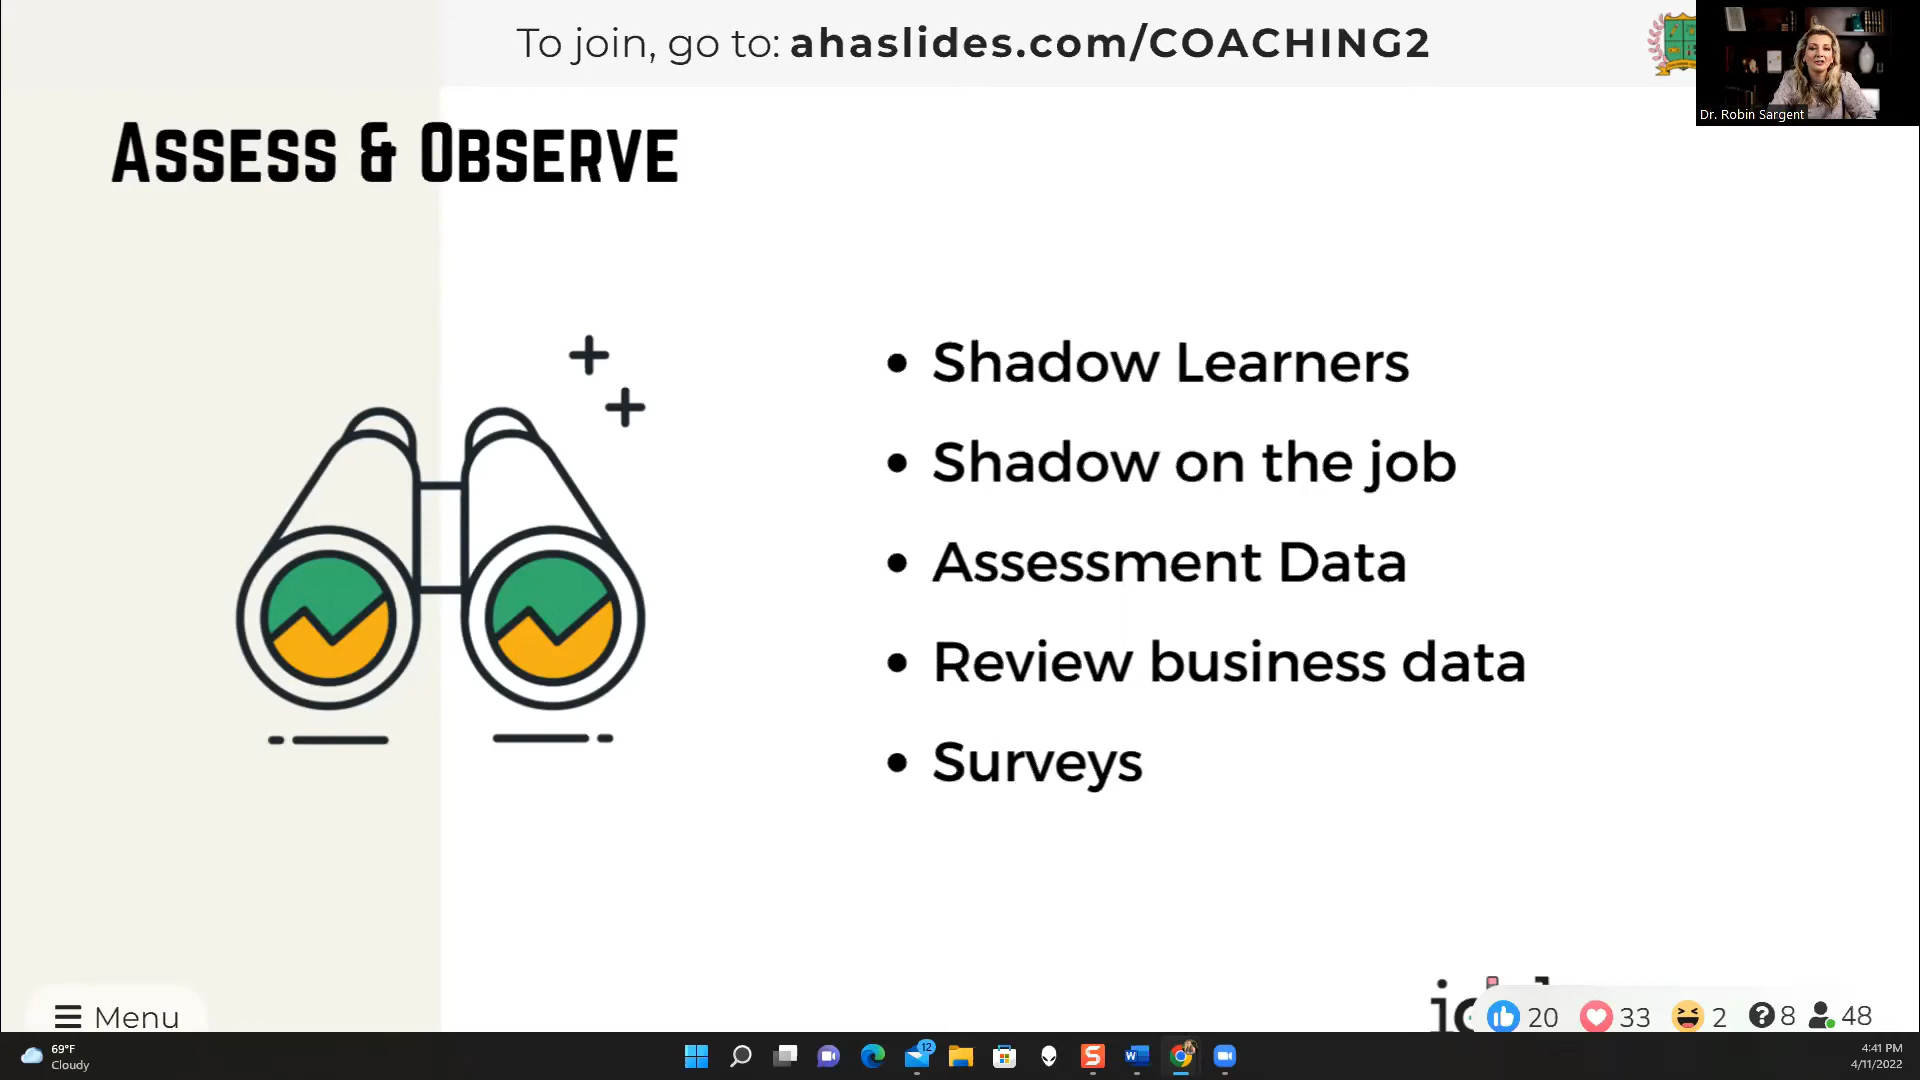 To join, go to: ahaslides.com/COACHING2
Dr. Robin Sargent
ASSESS & OBSERVE
• Shadow Learners
• Shadow on the job
• Assessment Data
• Review business data
• Surveys
Menu
20 33 2 8 48
69°F
Cloudy
12
4:41 PM
4/11/2022